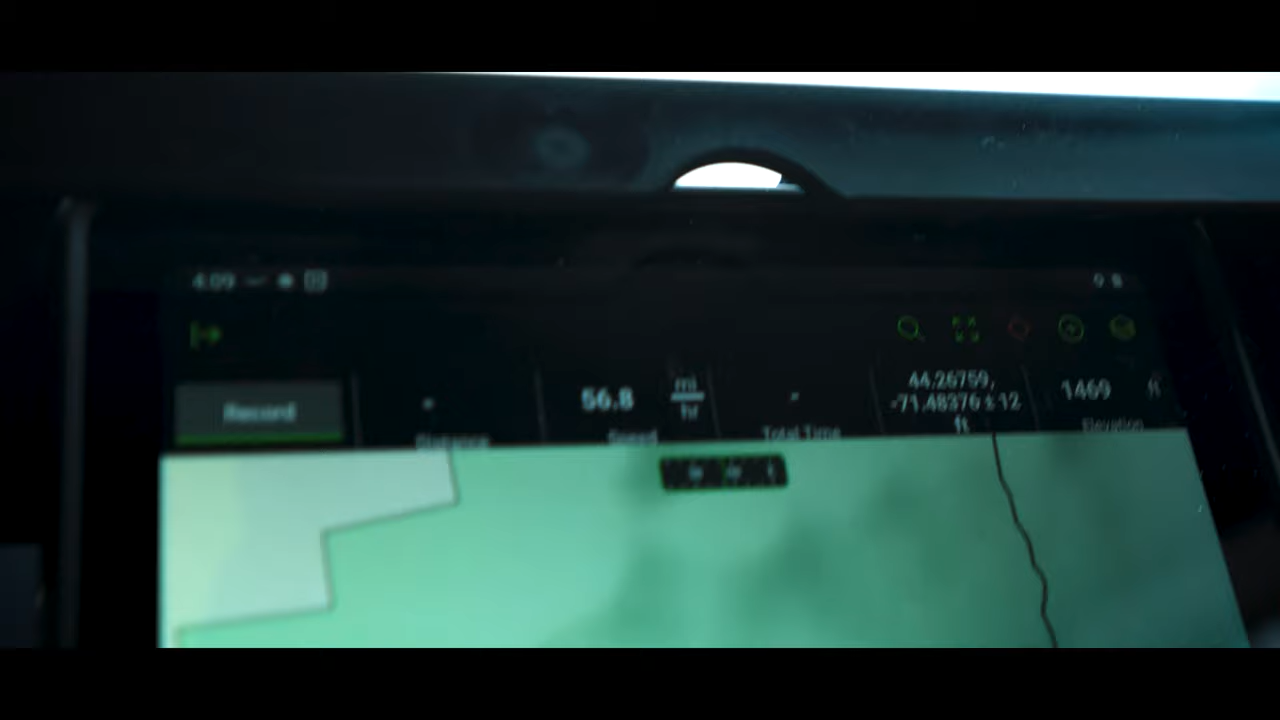 4:09
Record
Distance
56.8 mi/hr
Speed
Total Time
44.26759,
-71.48376 ± 12
ft
1469 ft
Elevation